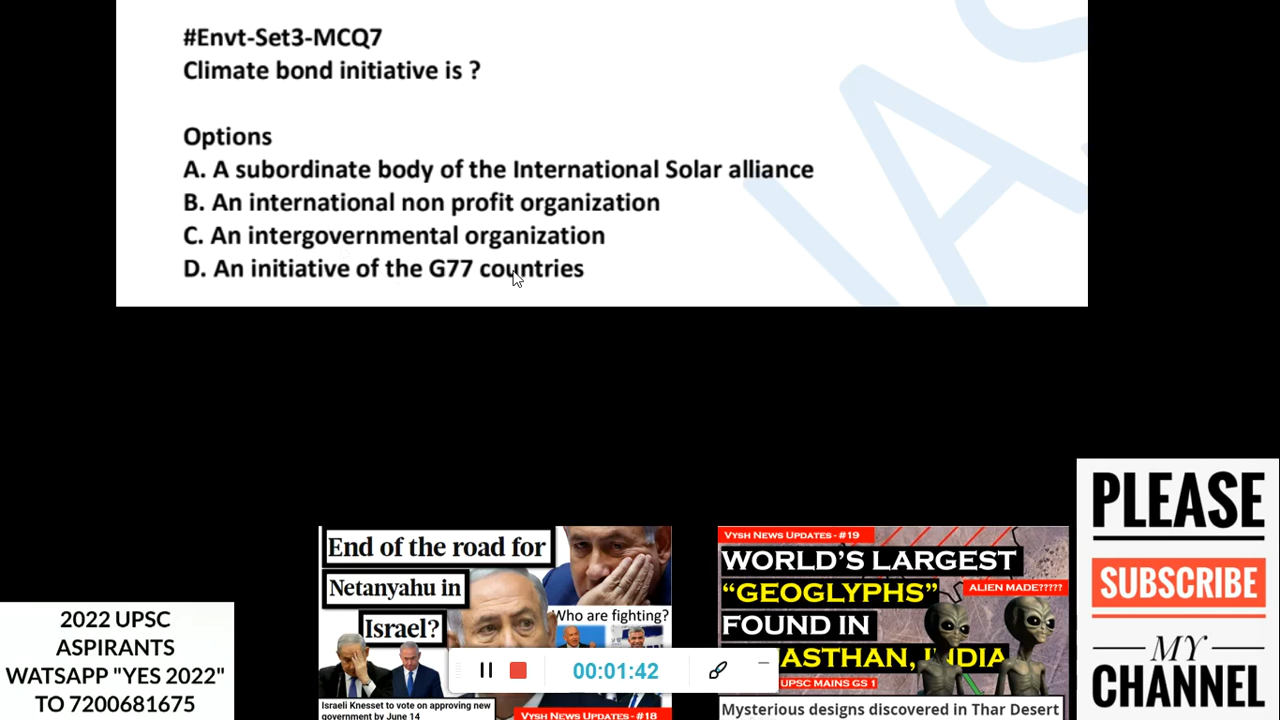 #Envt-Set3-MCQ7
Climate bond initiative is ?
Options
A. A subordinate body of the International Solar alliance
B. An international non profit organization
C. An intergovernmental organization
D. An initiative of the G77 countries
IAS
2022 UPSC
ASPIRANTS
WATSAPP "YES 2022"
TO 7200681675
End of the road for
Netanyahu in
Israel?
Who are fighting?
Israeli Knesset to vote on approving new
government by June 14
VYSH NEWS UPDATES - #18
00:01:42
VYSH NEWS UPDATES - #19
WORLD'S LARGEST
"GEOGLYPHS"
ALIEN MADE?????
FOUND IN
UPSC MAINS GS 1
Mysterious designs discovered in Thar Desert
PLEASE
SUBSCRIBE
MY
CHANNEL